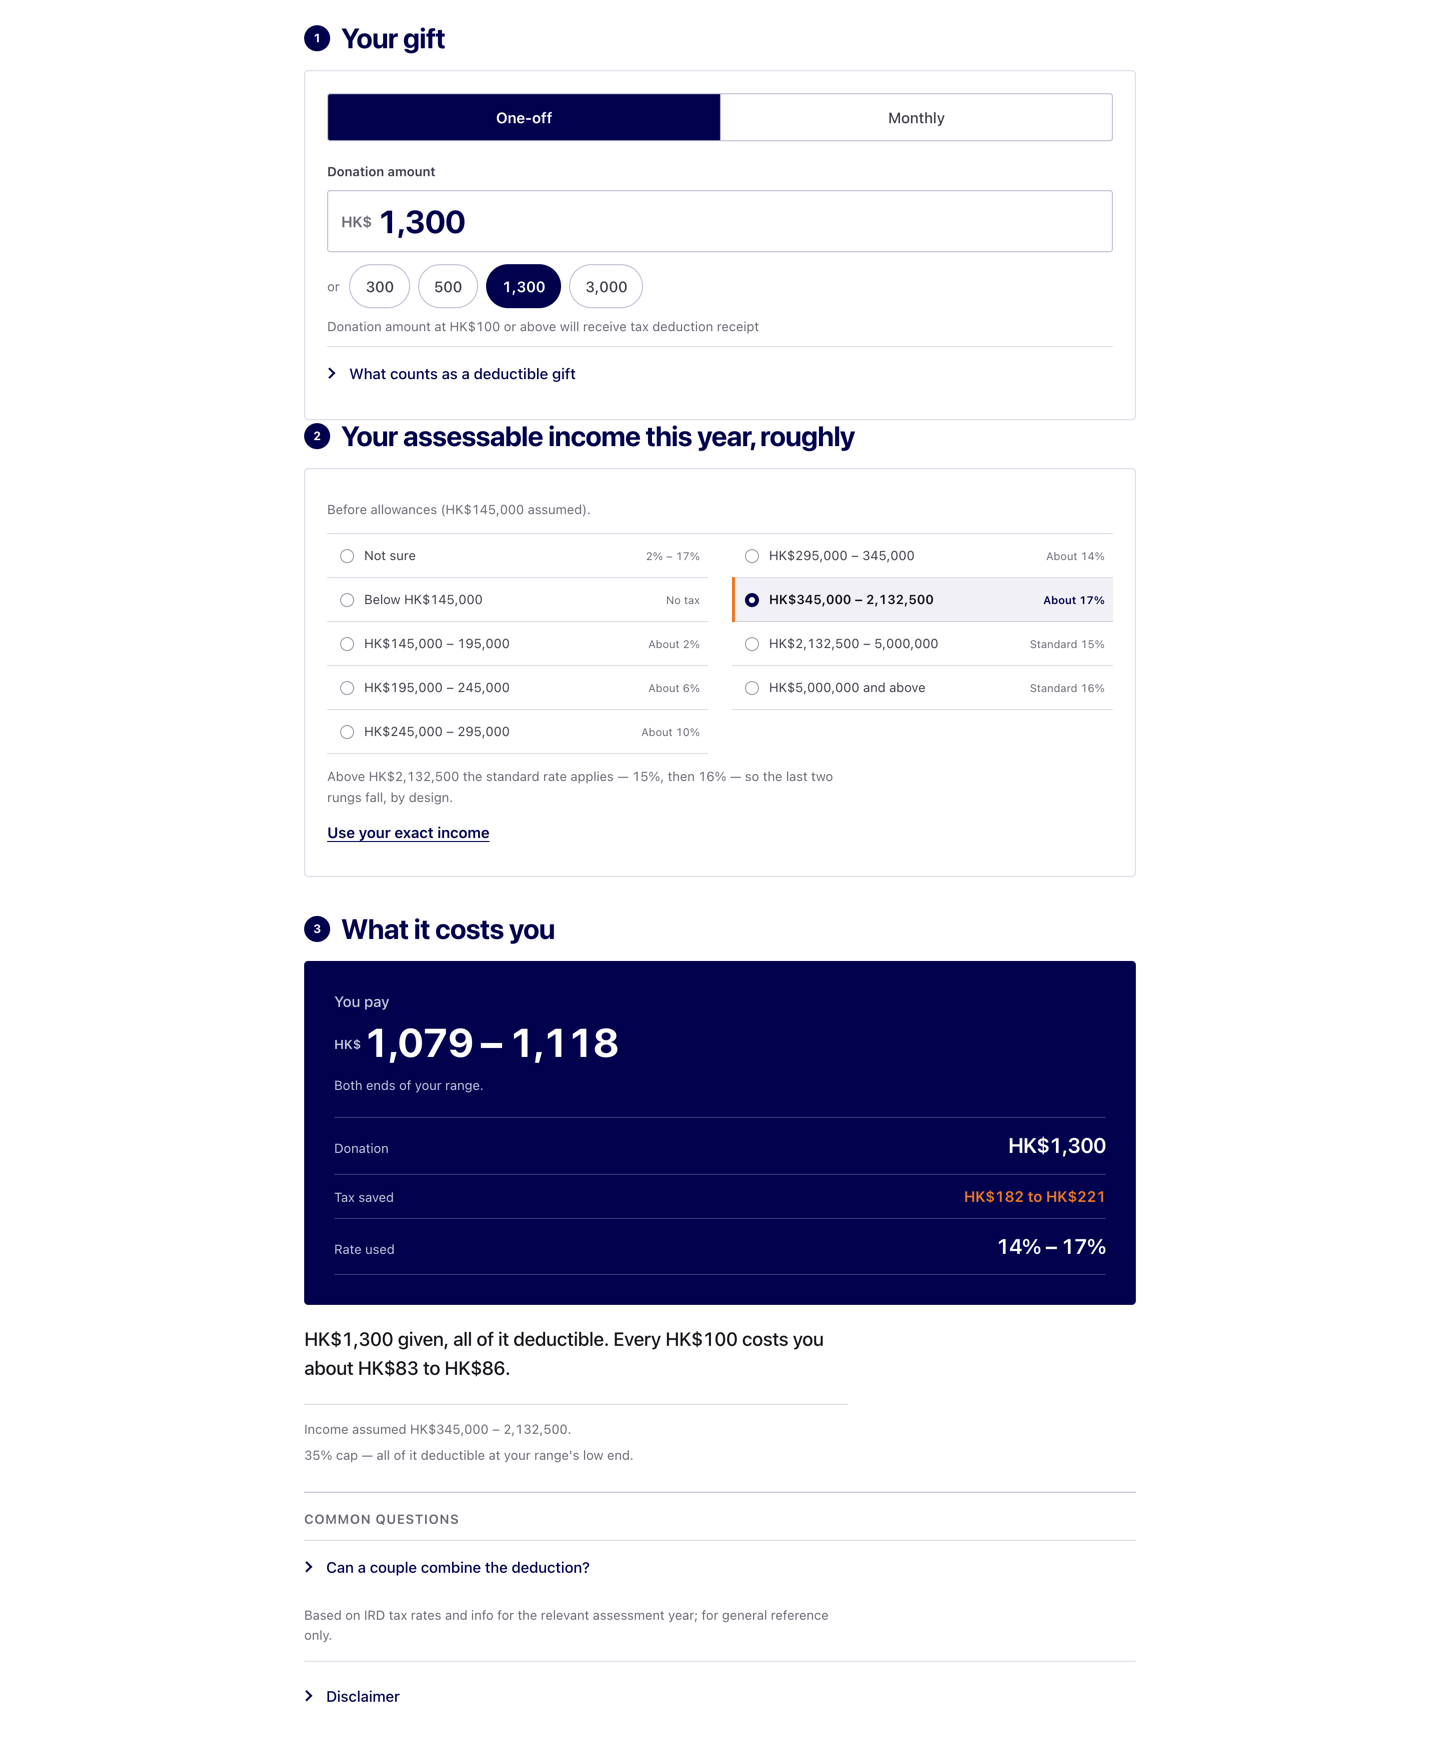 1 Your gift
One-off
Monthly
Donation amount
HK$ 1,300
or 300 500 1,300 3,000
Donation amount at HK$100 or above will receive tax deduction receipt
What counts as a deductible gift
2 Your assessable income this year, roughly
Before allowances (HK$145,000 assumed).
Not sure 2% – 17%
Below HK$145,000 No tax
HK$145,000 – 195,000 About 2%
HK$195,000 – 245,000 About 6%
HK$245,000 – 295,000 About 10%
HK$295,000 – 345,000 About 14%
HK$345,000 – 2,132,500 About 17%
HK$2,132,500 – 5,000,000 Standard 15%
HK$5,000,000 and above Standard 16%
Above HK$2,132,500 the standard rate applies — 15%, then 16% — so the last two
rungs fall, by design.
Use your exact income
3 What it costs you
You pay
HK$ 1,079 – 1,118
Both ends of your range.
Donation HK$1,300
Tax saved HK$182 to HK$221
Rate used 14% – 17%
HK$1,300 given, all of it deductible. Every HK$100 costs you
about HK$83 to HK$86.
Income assumed HK$345,000 – 2,132,500.
35% cap — all of it deductible at your range's low end.
COMMON QUESTIONS
Can a couple combine the deduction?
Based on IRD tax rates and info for the relevant assessment year; for general reference
only.
Disclaimer